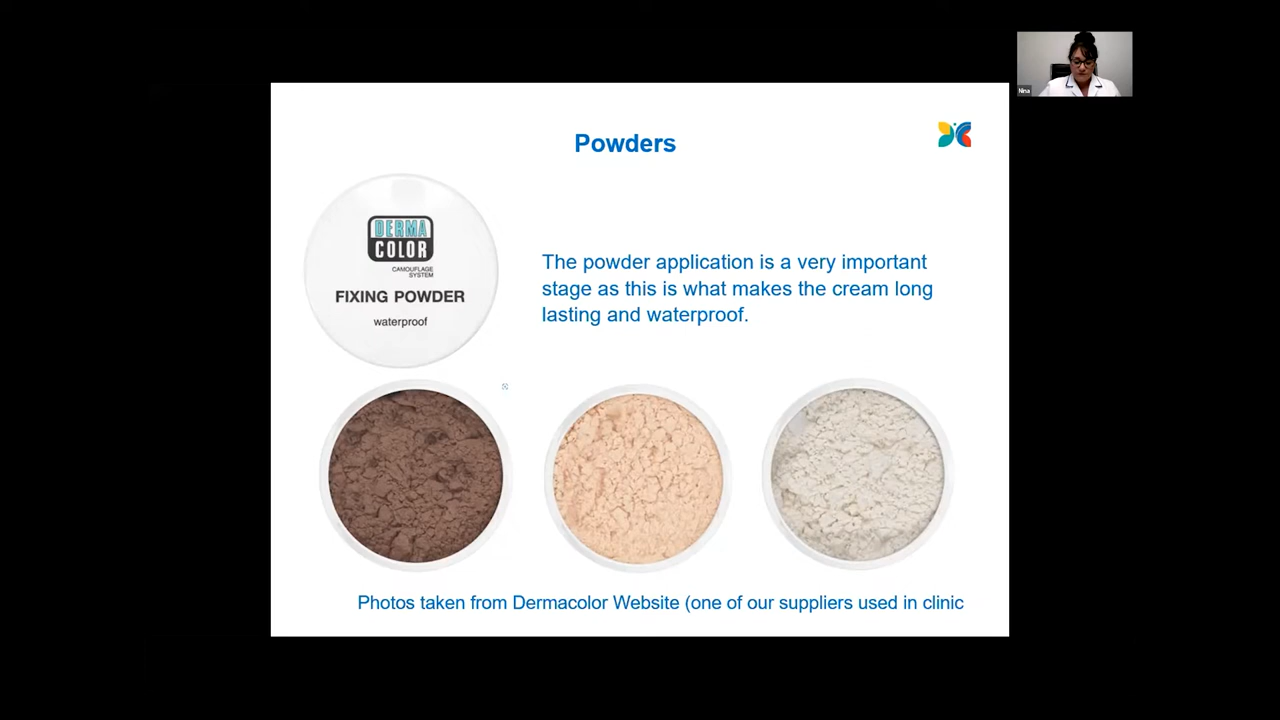 Nina
Powders
DERMA
COLOR
CAMOUFLAGE
SYSTEM
FIXING POWDER
waterproof
The powder application is a very important
stage as this is what makes the cream long
lasting and waterproof.
Photos taken from Dermacolor Website (one of our suppliers used in clinic